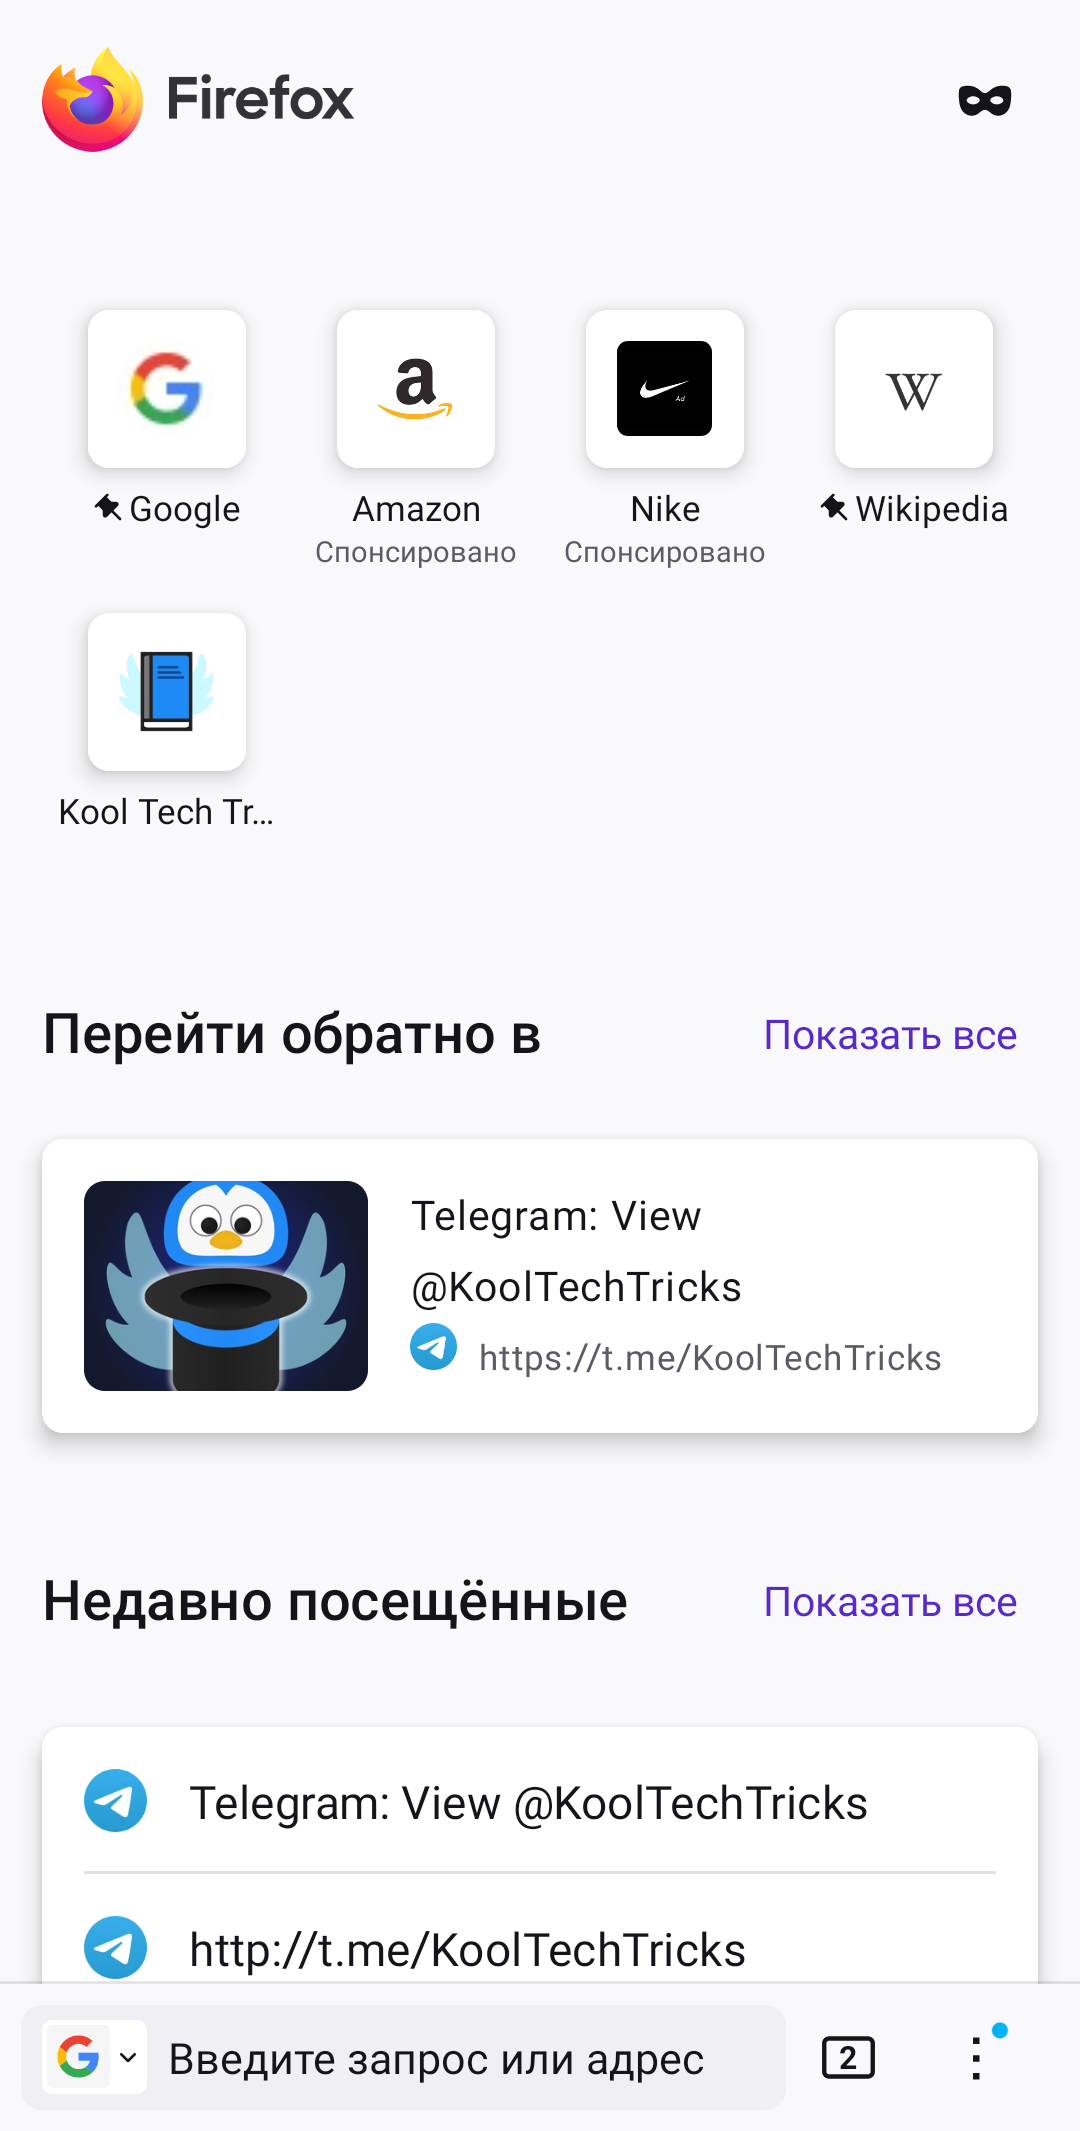 Firefox
Google
Amazon
Nike
Wikipedia
Спонсировано
Спонсировано
Kool Tech Tr...
Перейти обратно в
Показать все
Telegram: View
@KoolTechTricks
https://t.me/KoolTechTricks
Недавно посещённые
Показать все
Telegram: View @KoolTechTricks
http://t.me/KoolTechTricks
Введите запрос или адрес
2